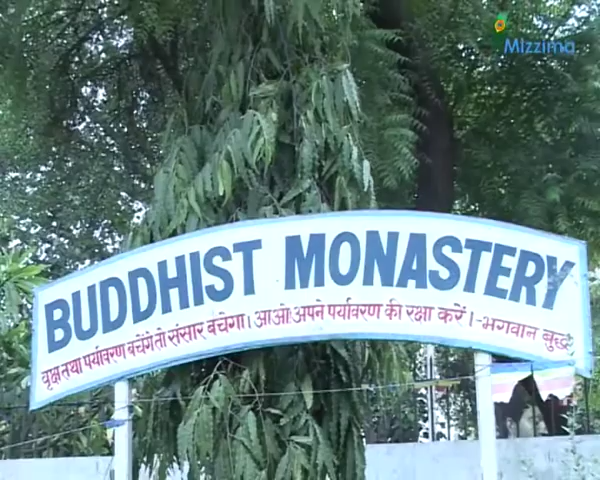 Mizzima
BUDDHIST MONASTERY
वृक्ष तथा पर्यावरण बचेंगे तो संसार बचेगा। आओ अपने पर्यावरण की रक्षा करें।-भगवान बुद्ध